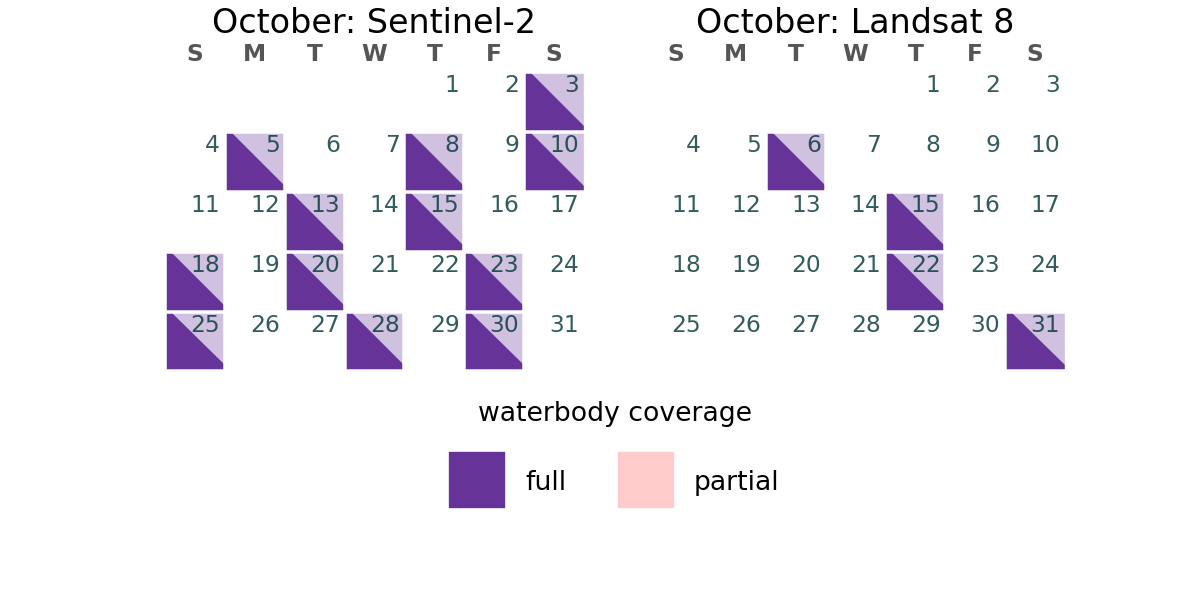 October: Sentinel-2
S M T W T F S
1 2 3
4 5 6 7 8 9 10
11 12 13 14 15 16 17
18 19 20 21 22 23 24
25 26 27 28 29 30 31
October: Landsat 8
S M T W T F S
1 2 3
4 5 6 7 8 9 10
11 12 13 14 15 16 17
18 19 20 21 22 23 24
25 26 27 28 29 30 31
waterbody coverage
full partial